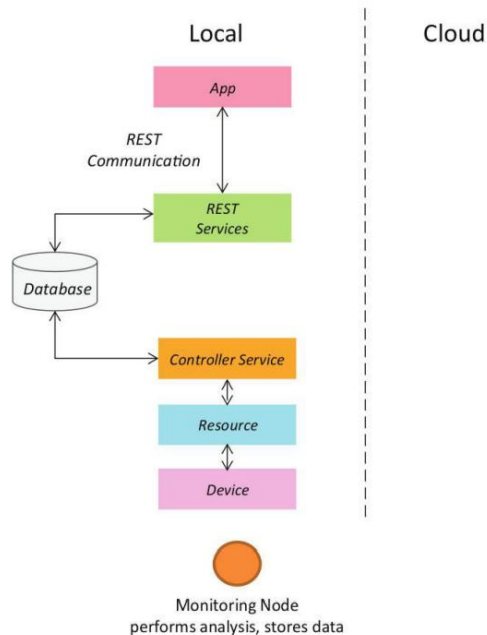 Local
Cloud
App
REST
Communication
REST
Services
Database
Controller Service
Resource
Device
Monitoring Node
performs analysis, stores data